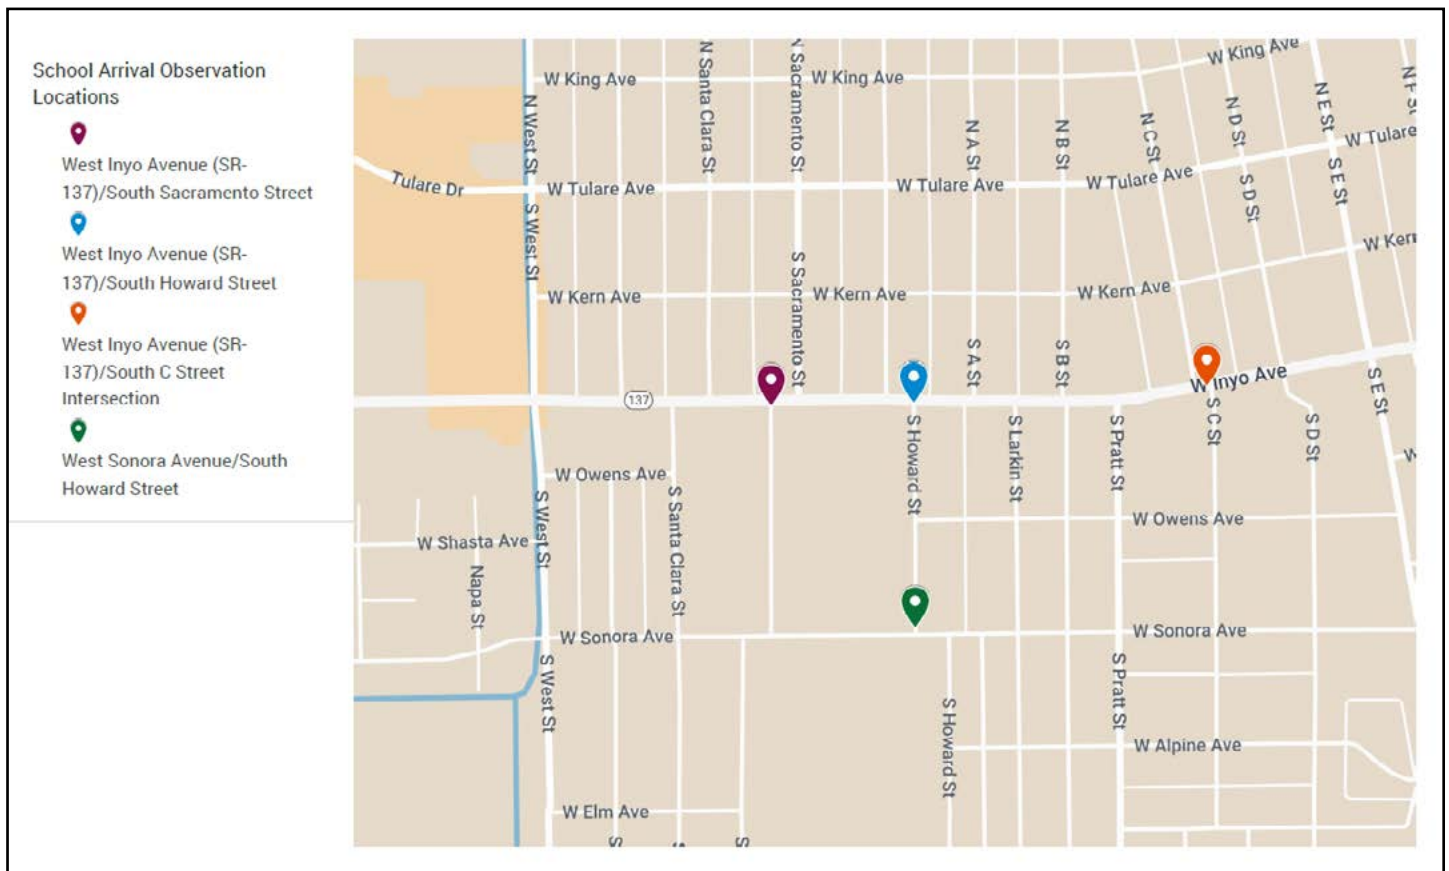 School Arrival Observation
Locations
West Inyo Avenue (SR-
137)/South Sacramento Street
West Inyo Avenue (SR-
137)/South Howard Street
West Inyo Avenue (SR-
137)/South C Street
Intersection
West Sonora Avenue/South
Howard Street
W King Ave
W King Ave
W King Ave
N West St
N Santa Clara St
N Sacramento St
N A St
N B St
N C St
N D St
N E St
Tulare Dr
W Tulare Ave
W Tulare Ave
W Tulare Ave
W Tulare
S West St
S Sacramento St
S D St
S E St
W Kern Ave
W Kern Ave
W Kern Ave
W Kern
S A St
S B St
W Inyo Ave
137
S E St
S Howard St
S Larkin St
S Pratt St
S C St
S D St
W Owens Ave
W Owens Ave
S West St
S Santa Clara St
W Shasta Ave
Napa St
W Sonora Ave
W Sonora Ave
S West St
S Pratt St
S Howard St
W Alpine Ave
W Elm Ave